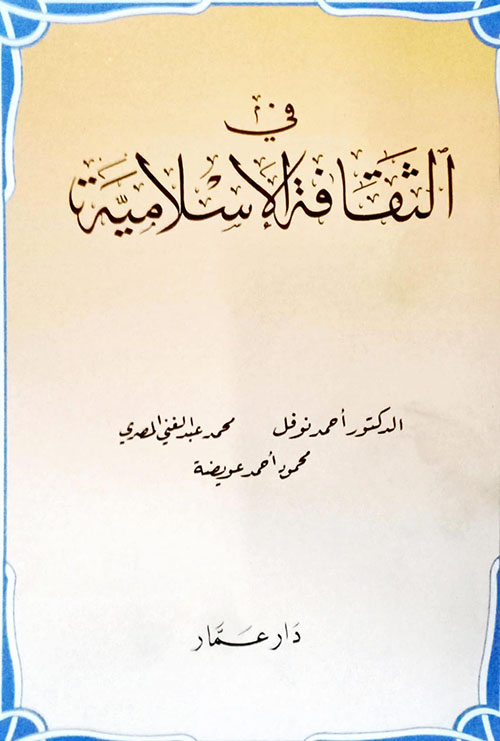 في
الثقافة الإسلامية
الدكتور أحمد نوفل محمد عبد الغني المصري
محمود أحمد عويضة
دار عمار